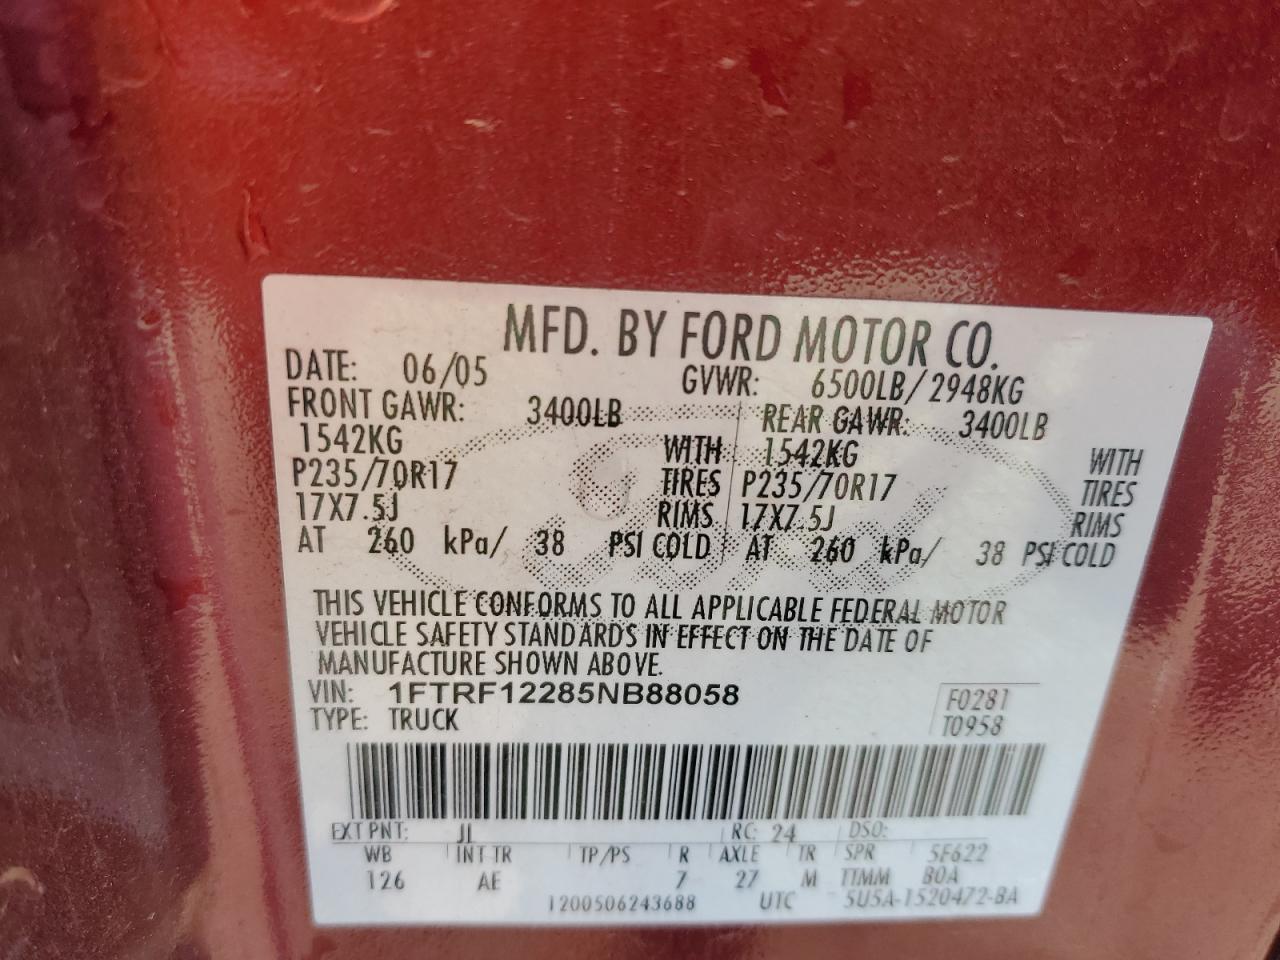 MFD. BY FORD MOTOR CO.
DATE: 06/05 GVWR: 6500LB/2948KG
FRONT GAWR: 3400LB REAR GAWR: 3400LB
1542KG WITH 1542KG WITH
P235/70R17 TIRES P235/70R17 TIRES
17X7.5J RIMS 17X7.5J RIMS
AT 260 kPa/ 38 PSI COLD AT 260 kPa/ 38 PSI COLD
THIS VEHICLE CONFORMS TO ALL APPLICABLE FEDERAL MOTOR
VEHICLE SAFETY STANDARDS IN EFFECT ON THE DATE OF
MANUFACTURE SHOWN ABOVE.
VIN: 1FTRF12285NB88058 F0281
TYPE: TRUCK T0958
EXT PNT: JL RC: 24 DSO:
WB INT TR TP/PS R AXLE TR SPR 5F622
126 AE 7 27 M TTMM BOA
1200506243688 UTC 5U5A-1520472-BA